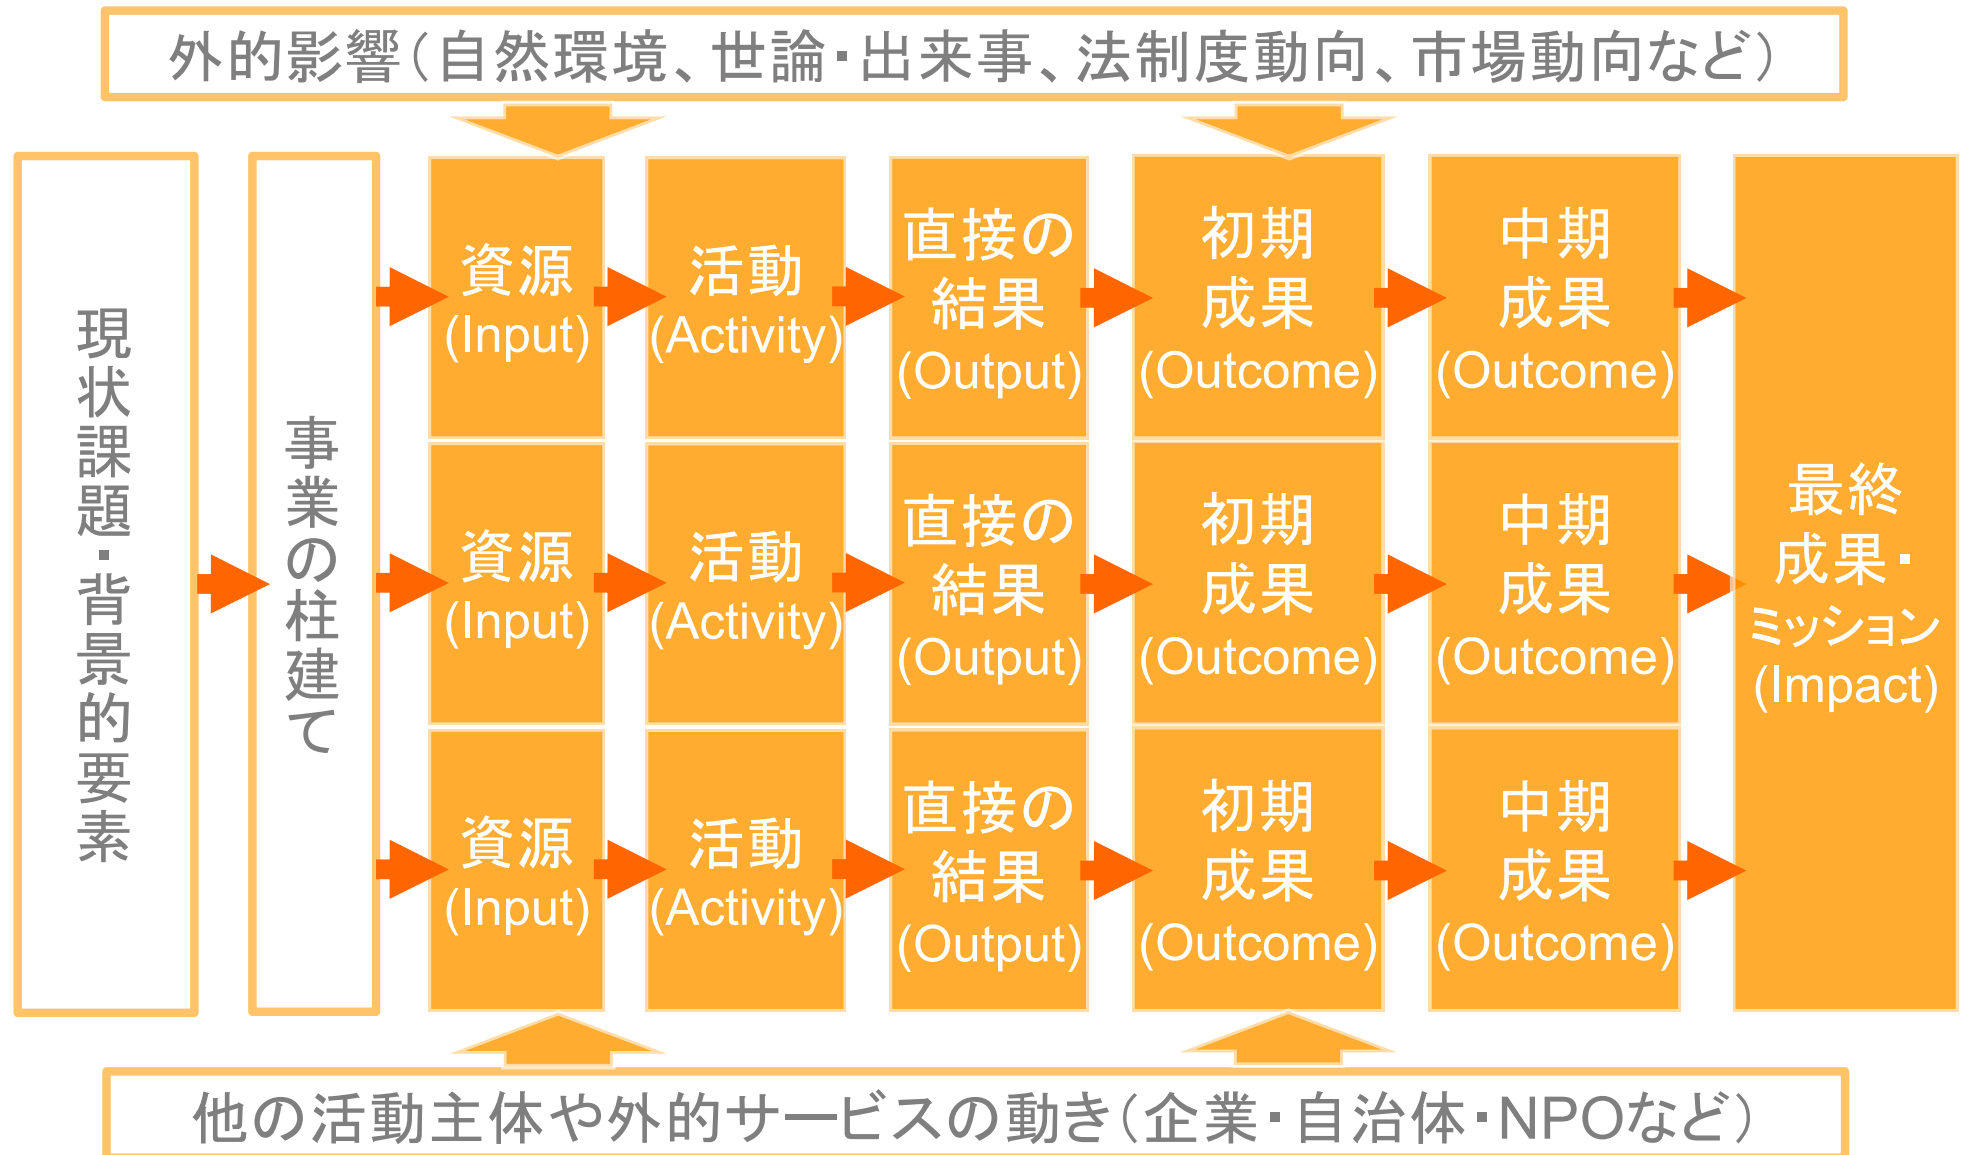 外的影響（自然環境、世論・出来事、法制度動向、市場動向など）
現状課題・背景的要素
事業の柱建て
資源
(Input)
活動
(Activity)
直接の
結果
(Output)
初期
成果
(Outcome)
中期
成果
(Outcome)
資源
(Input)
活動
(Activity)
直接の
結果
(Output)
初期
成果
(Outcome)
中期
成果
(Outcome)
資源
(Input)
活動
(Activity)
直接の
結果
(Output)
初期
成果
(Outcome)
中期
成果
(Outcome)
最終
成果・
ミッション
(Impact)
他の活動主体や外的サービスの動き（企業・自治体・NPOなど）